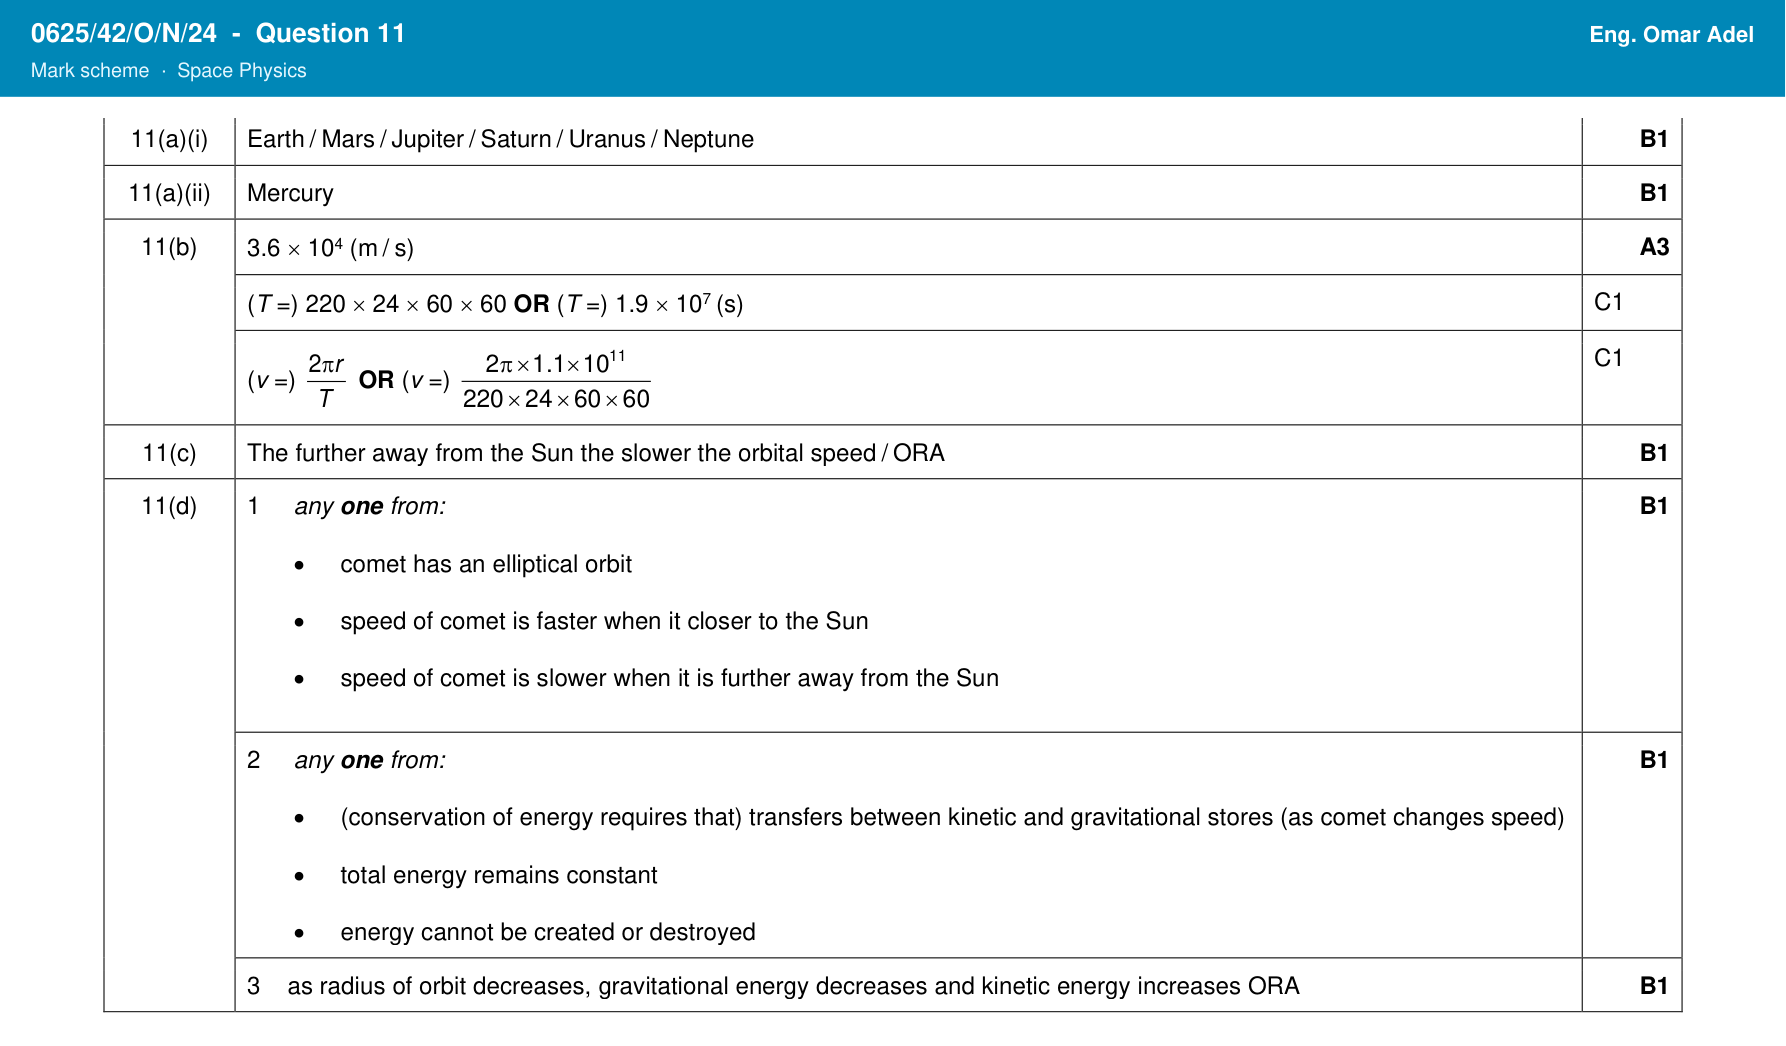 0625/42/O/N/24 - Question 11
Eng. Omar Adel
Mark scheme · Space Physics
11(a)(i) Earth / Mars / Jupiter / Saturn / Uranus / Neptune B1
11(a)(ii) Mercury B1
11(b) 3.6 × 10⁴ (m / s) A3
(T =) 220 × 24 × 60 × 60 OR (T =) 1.9 × 10⁷ (s) C1
(v =) 2πr/T OR (v =) 2π×1.1×10¹¹/220×24×60×60 C1
11(c) The further away from the Sun the slower the orbital speed / ORA B1
11(d) 1 any one from: B1
• comet has an elliptical orbit
• speed of comet is faster when it closer to the Sun
• speed of comet is slower when it is further away from the Sun
2 any one from: B1
• (conservation of energy requires that) transfers between kinetic and gravitational stores (as comet changes speed)
• total energy remains constant
• energy cannot be created or destroyed
3 as radius of orbit decreases, gravitational energy decreases and kinetic energy increases ORA B1